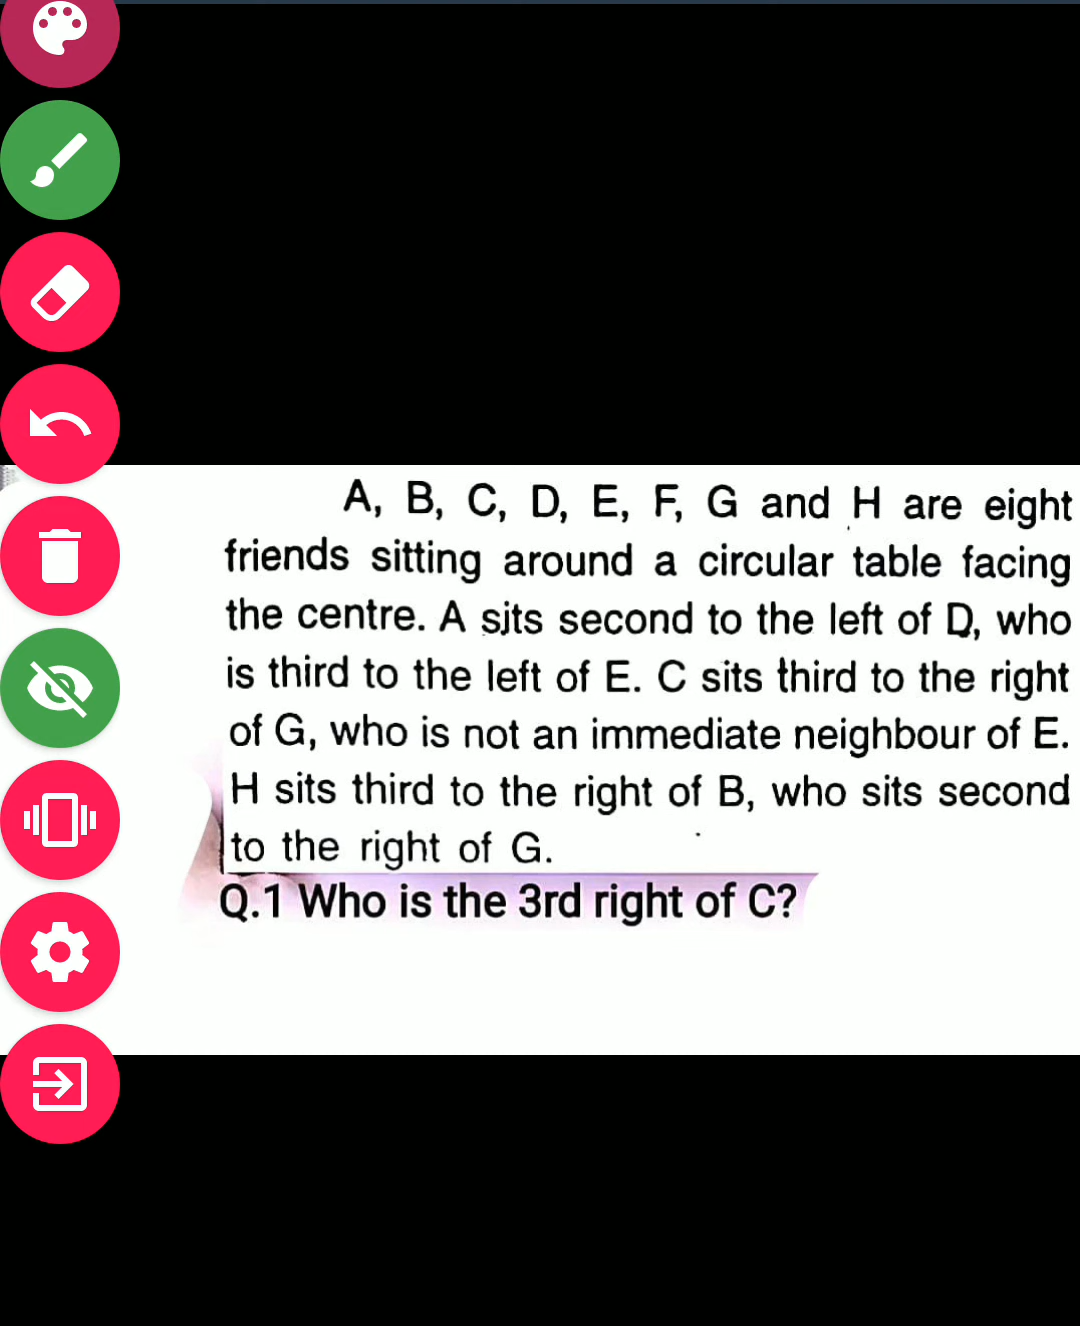 A, B, C, D, E, F, G and H are eight
friends sitting around a circular table facing
the centre. A sits second to the left of D, who
is third to the left of E. C sits third to the right
of G, who is not an immediate neighbour of E.
H sits third to the right of B, who sits second
to the right of G.
Q.1 Who is the 3rd right of C?